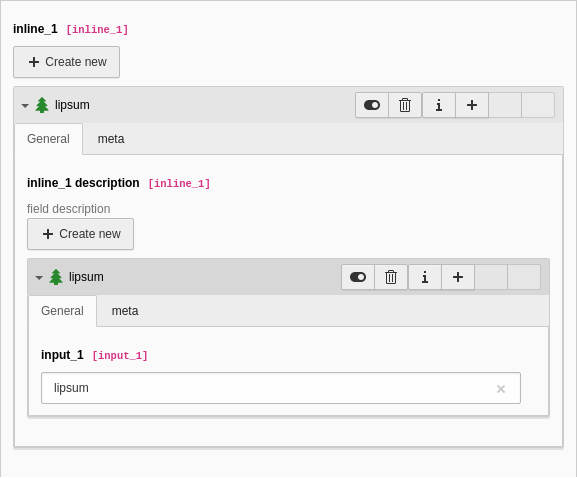 inline_1 [inline_1]
Create new
lipsum
General meta
inline_1 description [inline_1]
field description
Create new
lipsum
General meta
input_1 [input_1]
lipsum